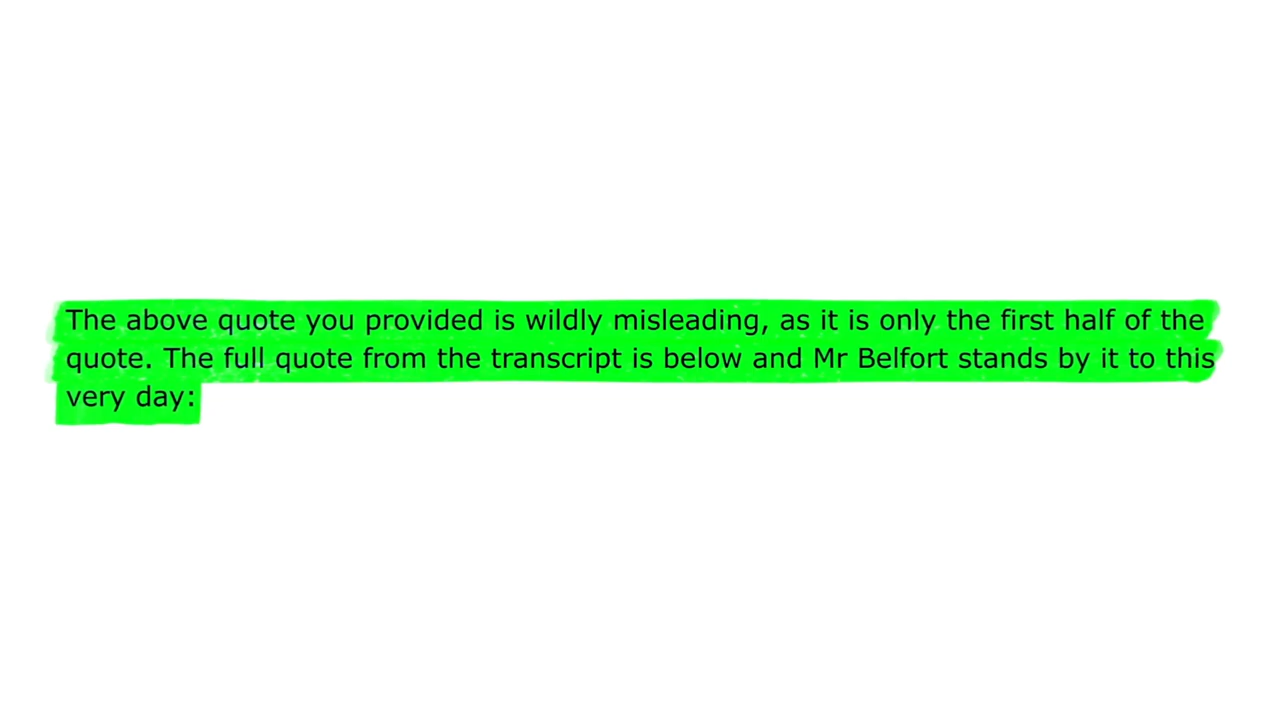 The above quote you provided is wildly misleading, as it is only the first half of the
quote. The full quote from the transcript is below and Mr Belfort stands by it to this
very day: